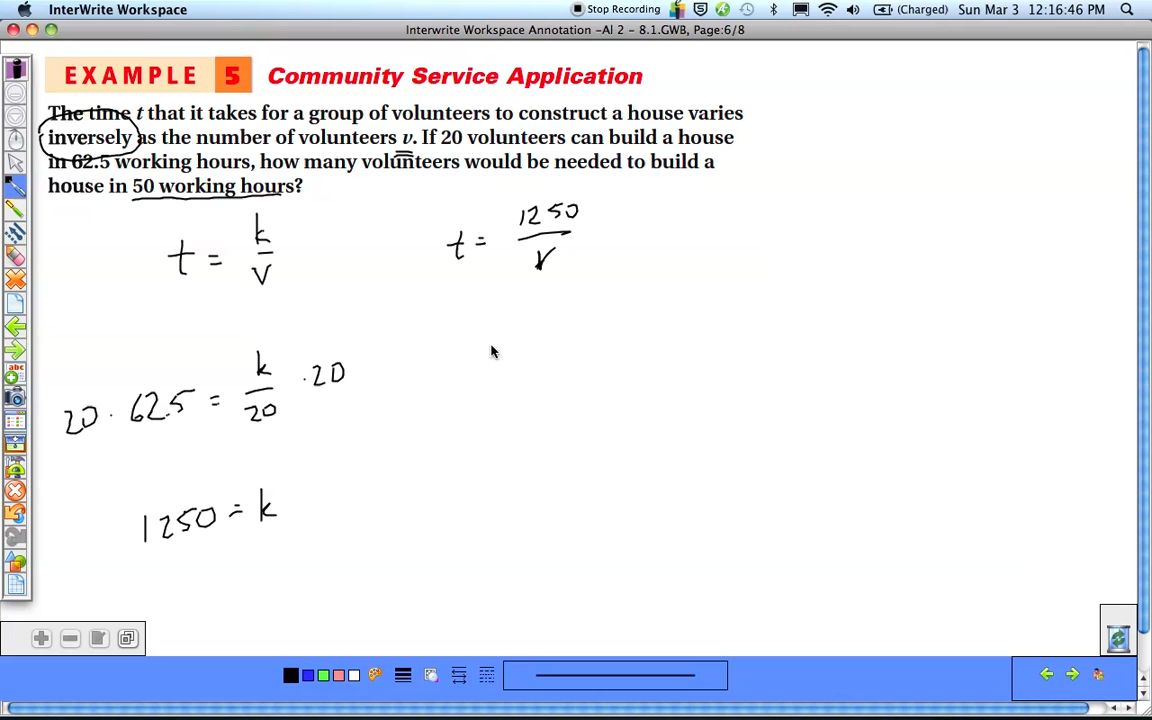 InterWrite Workspace
Stop Recording
(Charged)
Sun Mar 3 12:16:46 PM
Interwrite Workspace Annotation -Al 2 - 8.1.GWB, Page:6/8
EXAMPLE 5 Community Service Application
The time t that it takes for a group of volunteers to construct a house varies
inversely as the number of volunteers v. If 20 volunteers can build a house
in 62.5 working hours, how many volunteers would be needed to build a
house in 50 working hours?
t = k/v
t = 1250/v
20 · 62.5 = k/20 · 20
1250 = k
abc